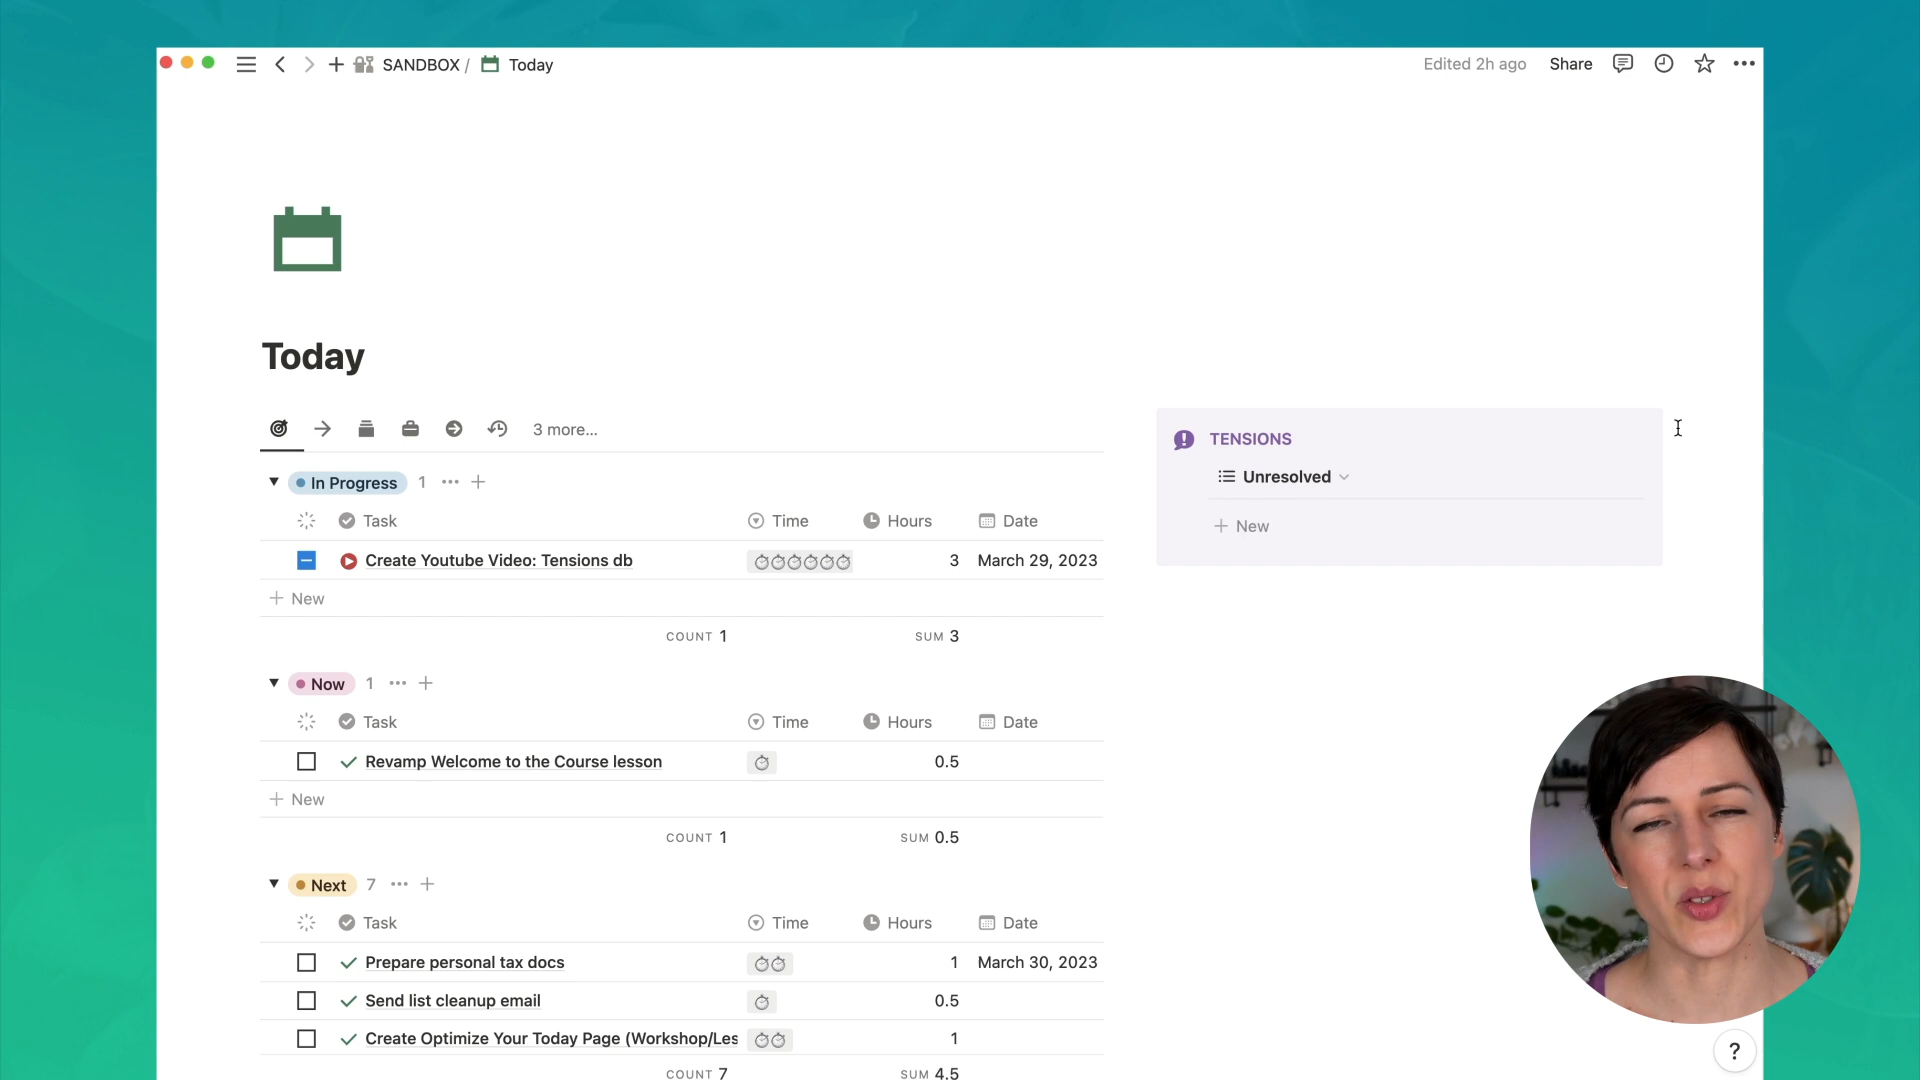 SANDBOX / Today
Edited 2h ago Share
Today
3 more...
In Progress 1
Task Time Hours Date
Create Youtube Video: Tensions db 3 March 29, 2023
New
COUNT 1 SUM 3
Now 1
Task Time Hours Date
Revamp Welcome to the Course lesson 0.5
New
COUNT 1 SUM 0.5
Next 7
Task Time Hours Date
Prepare personal tax docs 1 March 30, 2023
Send list cleanup email 0.5
Create Optimize Your Today Page (Workshop/Les 1
COUNT 7 SUM 4.5
TENSIONS
Unresolved
New
?